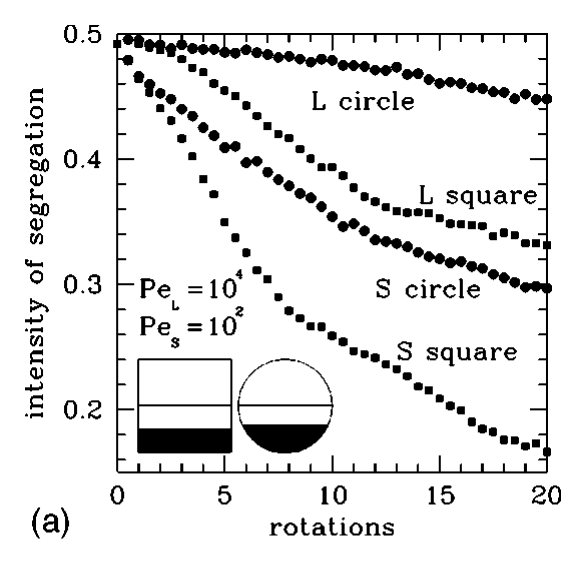 0.5
0.4
0.3
0.2
intensity of segregation
L circle
L square
S circle
S square
Pe_L=10^4
Pe_S=10^2
0 5 10 15 20
rotations
(a)